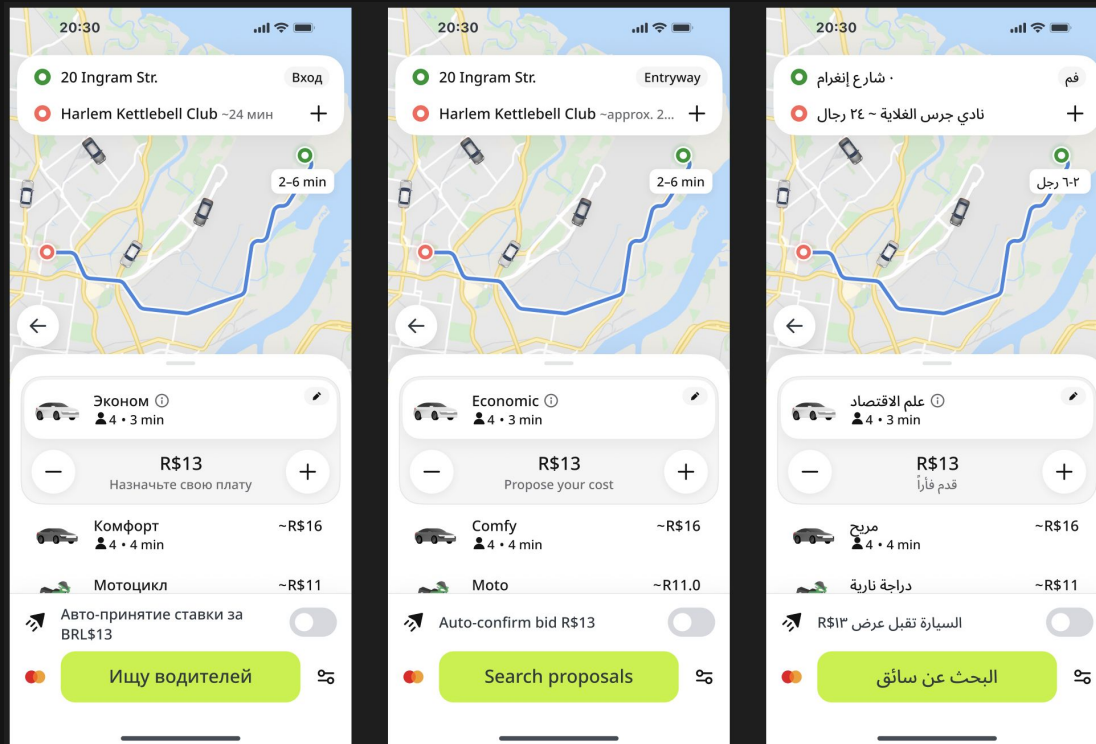 20:30
20 Ingram Str.
Вход
Harlem Kettlebell Club ~24 мин
2–6 min
Эконом
4 • 3 min
R$13
Назначьте свою плату
Комфорт
~R$16
4 • 4 min
Мотоцикл
~R$11
Авто-принятие ставки за
BRL$13
Ищу водителей
20:30
20 Ingram Str.
Entryway
Harlem Kettlebell Club ~approx. 2...
2–6 min
Economic
4 • 3 min
R$13
Propose your cost
Comfy
~R$16
4 • 4 min
Moto
~R11.0
Auto-confirm bid R$13
Search proposals
20:30
٠ شارع إنغرام
فم
نادي جرس الغلاية ~ ٢٤ رجال
٢-٦ رجل
علم الاقتصاد
4 • 3 min
R$13
قدم فأراً
مريح
~R$16
4 • 4 min
دراجة نارية
~R$11
السيارة تقبل عرض R$١٣
البحث عن سائق